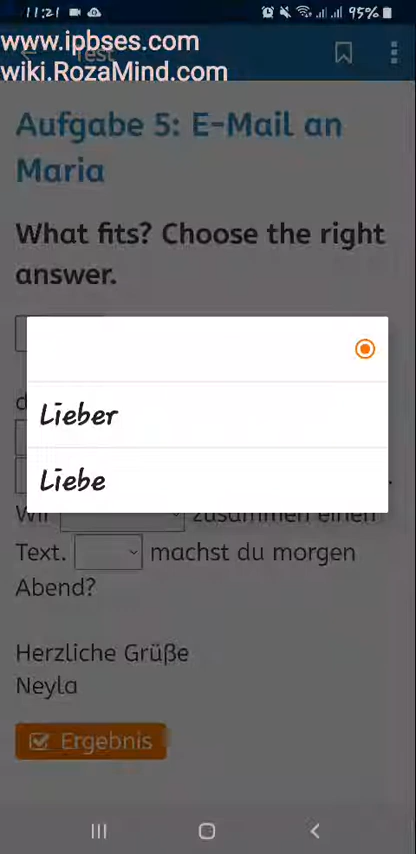 11:21 95%
www.ipbses.com
Test
wiki.RozaMind.com
Aufgabe 5: E-Mail an
Maria
What fits? Choose the right
answer.
Lieber
Liebe
Wir zusammen einen
Text. machst du morgen
Abend?
Herzliche Grüße
Neyla
Ergebnis